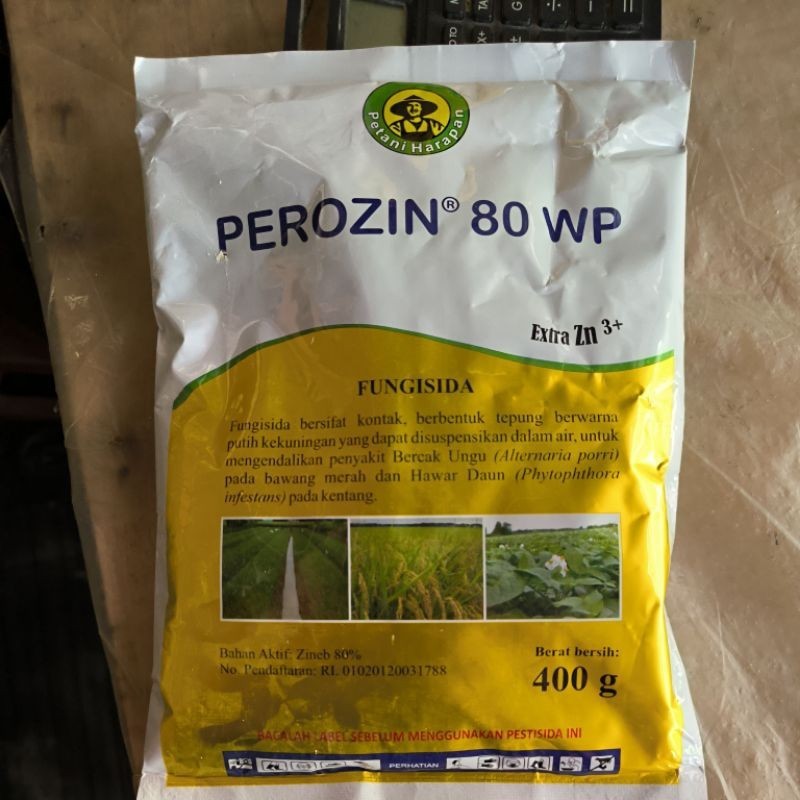 Petani Harapan
PEROZIN® 80 WP
Extra Zn 3+
FUNGISIDA
Fungisida bersifat kontak, berbentuk tepung berwarna
putih kekuningan yang dapat disuspensikan dalam air, untuk
mengendalikan penyakit Bercak Ungu (Alternaria porri)
pada bawang merah dan Hawar Daun (Phytophthora
infestans) pada kentang.
Bahan Aktif: Zineb 80%
No. Pendaftaran: RI. 01020120031788
Berat bersih:
400 g
BACALAH LABEL SEBELUM MENGGUNAKAN PESTISIDA INI
PERHATIAN